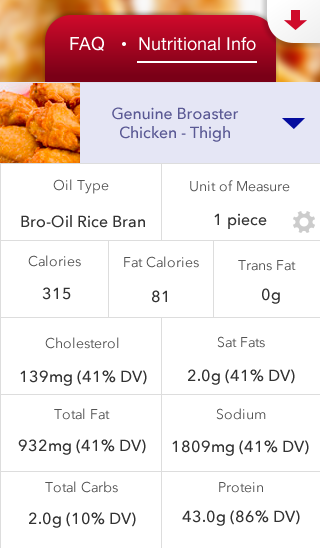 FAQ • Nutritional Info
Genuine Broaster
Chicken - Thigh
Oil Type
Bro-Oil Rice Bran
Unit of Measure
1 piece
Calories
315
Fat Calories
81
Trans Fat
0g
Cholesterol
139mg (41% DV)
Sat Fats
2.0g (41% DV)
Total Fat
932mg (41% DV)
Sodium
1809mg (41% DV)
Total Carbs
2.0g (10% DV)
Protein
43.0g (86% DV)